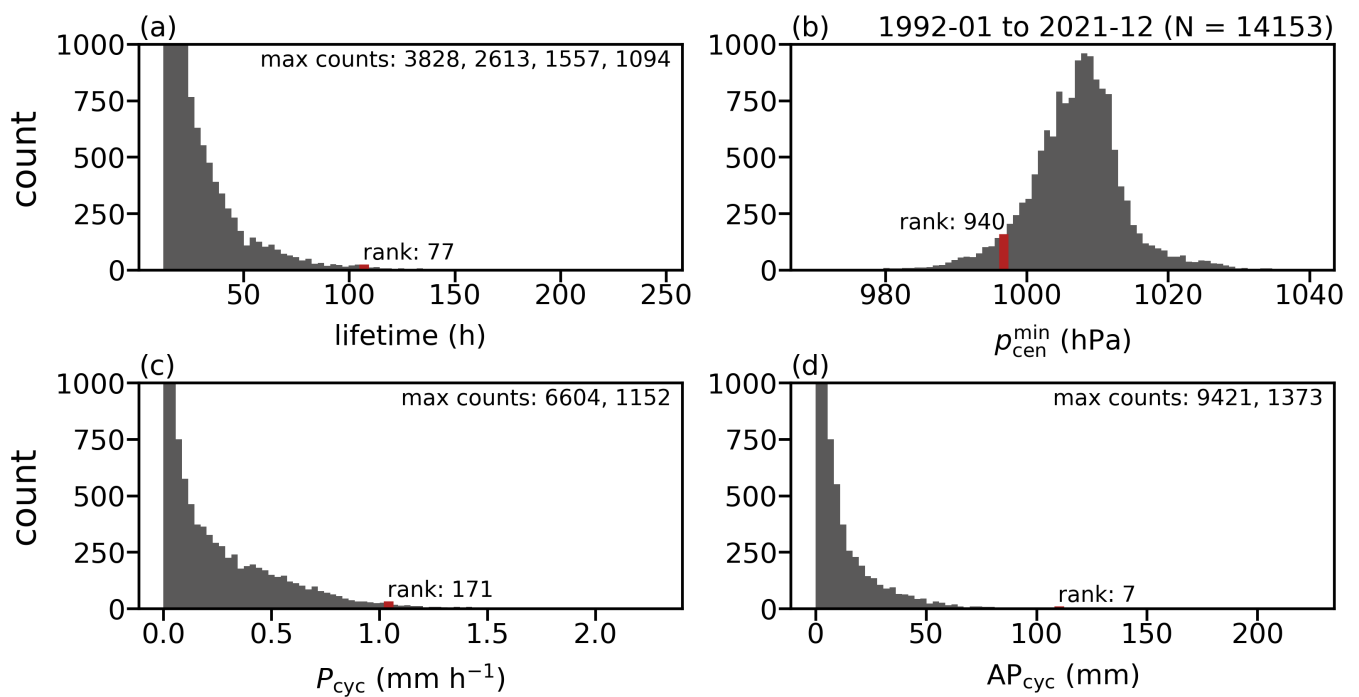 (a)
max counts: 3828, 2613, 1557, 1094
1000
750
500
250
0
count
rank: 77
50 100 150 200 250
lifetime (h)
(b) 1992-01 to 2021-12 (N = 14153)
1000
750
500
250
0
rank: 940
980 1000 1020 1040
p_cen^min (hPa)
(c)
max counts: 6604, 1152
1000
750
500
250
0
count
rank: 171
0.0 0.5 1.0 1.5 2.0
P_cyc (mm h⁻¹)
(d)
max counts: 9421, 1373
1000
750
500
250
0
rank: 7
0 50 100 150 200
AP_cyc (mm)